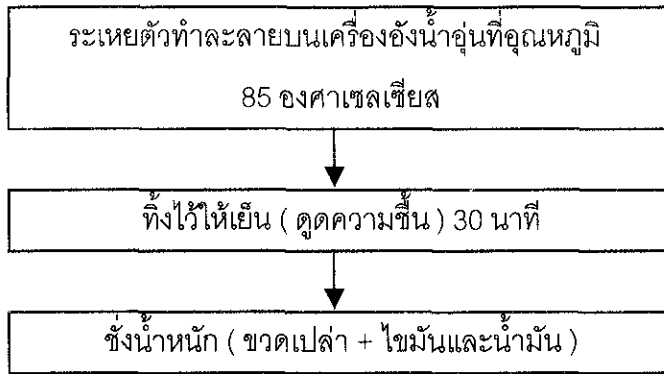 ระเหยตัวทำละลายบนเครื่องอังน้ำอุ่นที่อุณหภูมิ
85 องศาเซลเซียส
ทิ้งไว้ให้เย็น ( ดูดความชื้น ) 30 นาที
ชั่งน้ำหนัก ( ขวดเปล่า + ไขมันและน้ำมัน )